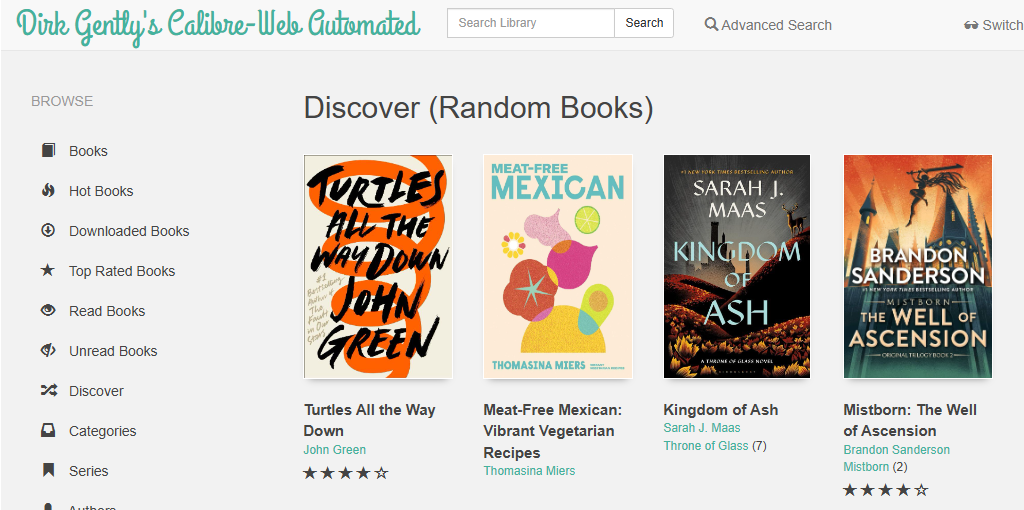 Dirk Gently's Calibre-Web Automated
Search Library
Search
Advanced Search
Switch
BROWSE
Books
Hot Books
Downloaded Books
Top Rated Books
Read Books
Unread Books
Discover
Categories
Series
Authors
Discover (Random Books)
TURTLES
ALL THE
WAY DOWN
#1
Bestselling
Author of
The Fault
in Our
Stars
JOHN
GREEN
Turtles All the Way
Down
John Green
★★★★☆
MEAT-FREE
MEXICAN
THOMASINA MIERS
Meat-Free Mexican:
Vibrant Vegetarian
Recipes
Thomasina Miers
#1 NEW YORK TIMES BESTSELLING AUTHOR
SARAH J.
MAAS
KINGDOM
OF
ASH
A THRONE OF GLASS NOVEL
BLOOMSBURY
Kingdom of Ash
Sarah J. Maas
Throne of Glass (7)
BRANDON
SANDERSON
#1 NEW YORK TIMES BESTSELLING AUTHOR
MISTBORN
THE WELL OF
ASCENSION
ORIGINAL TRILOGY BOOK 2
Mistborn: The Well
of Ascension
Brandon Sanderson
Mistborn (2)
★★★★☆